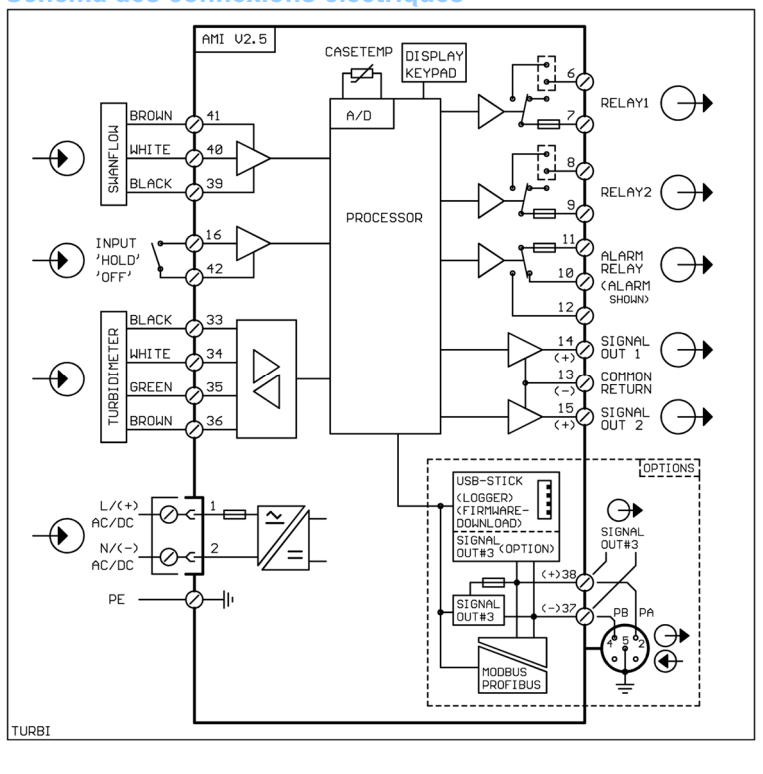 Schéma des connexions électriques
AMI V2.5
CASETEMP
DISPLAY
KEYPAD
A/D
PROCESSOR
SWANFLOW
BROWN 41
WHITE 40
BLACK 39
INPUT
'HOLD'
'OFF'
16
42
TURBIDIMETER
BLACK 33
WHITE 34
GREEN 35
BROWN 36
L/(+)
AC/DC
1
N/(-)
AC/DC
2
PE
6
RELAY1
7
8
RELAY2
9
11
10
12
ALARM
RELAY
(ALARM
SHOWN)
14
(+)
SIGNAL
OUT 1
13
(-)
COMMON
RETURN
15
(+)
SIGNAL
OUT 2
OPTIONS
USB-STICK
(LOGGER)
(FIRMWARE-
DOWNLOAD)
SIGNAL
OUT#3 (OPTION)
SIGNAL
OUT#3
(+)38
(-)37
SIGNAL
OUT#3
PB PA
4 5 2
MODBUS
PROFIBUS
TURBI